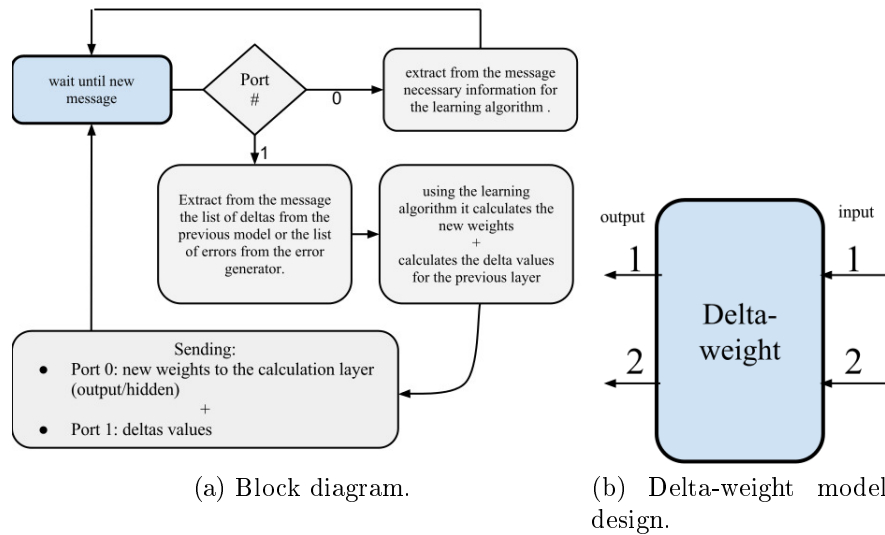 wait until new
message
Port
#
0
extract from the message
necessary information for
the learning algorithm .
1
Extract from the message
the list of deltas from the
previous model or the list
of errors from the error
generator.
using the learning
algorithm it calculates the
new weights
+
calculates the delta values
for the previous layer
Sending:
● Port 0: new weights to the calculation layer
(output/hidden)
+
● Port 1: deltas values
(a) Block diagram.
output
input
1
1
Delta-
weight
2
2
(b) Delta-weight model
design.